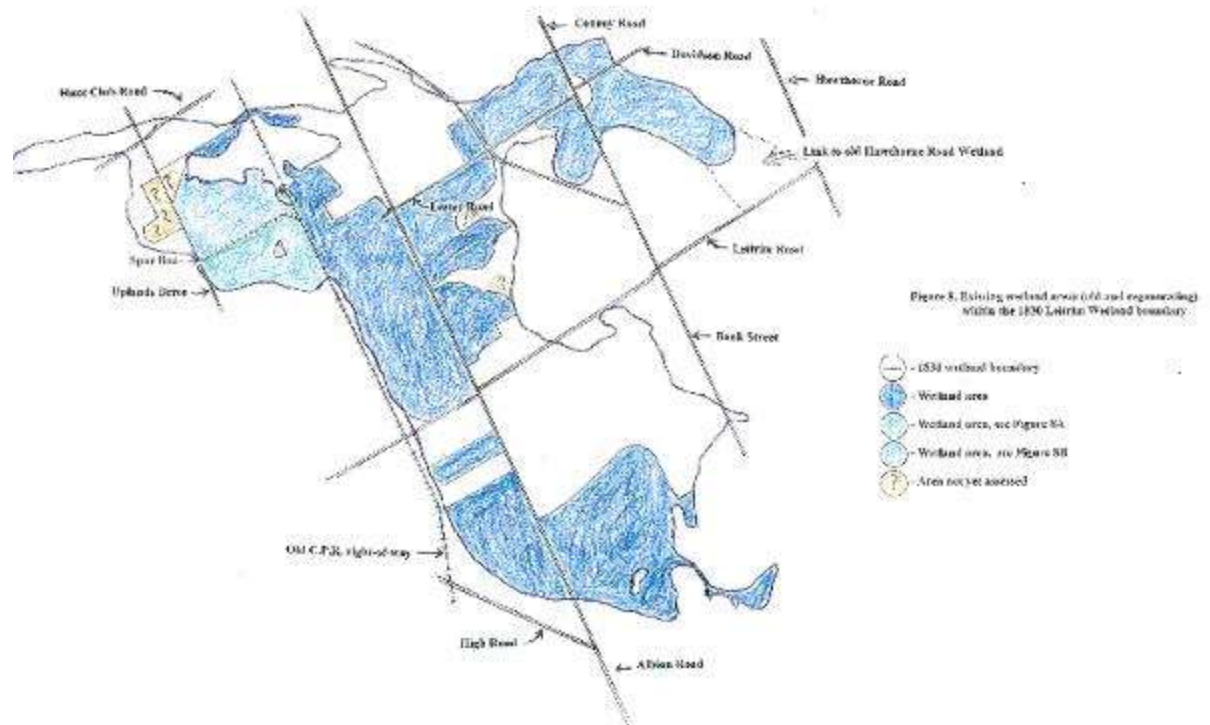 Conroy Road
Davidson Road
Hawthorne Road
Hunt Club Road
Link to old Hawthorne Road Wetland
Lester Road
Leitrim Road
Uplands Drive
Bank Street
Figure 8. Existing wetland areas (old and regenerating)
within the 1830 Leitrim Wetland boundary
- 1830 wetland boundary
- Wetland area
- Wetland area, see Figure 8A
- Wetland area, see Figure 8B
? - Area not yet assessed
? ? ?
?
Old C.P.R. right-of-way
High Road
Albion Road